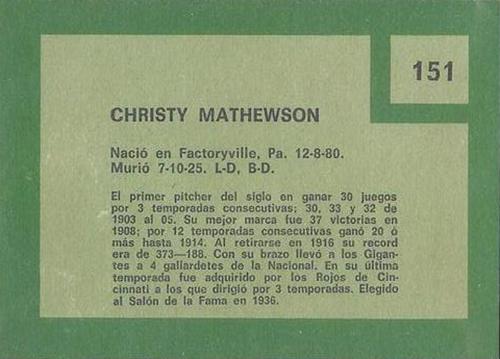 151
CHRISTY MATHEWSON
Nació en Factoryville, Pa. 12-8-80.
Murió 7-10-25. L-D, B-D.
El primer pitcher del siglo en ganar 30 juegos
por 3 temporadas consecutivas; 30, 33 y 32 de
1903 al 05. Su mejor marca fue 37 victorias en
1908; por 12 temporadas consecutivas ganó 20 ó
más hasta 1914. Al retirarse en 1916 su record
era de 373—188. Con su brazo llevó a los Gigan-
tes a 4 gallardetes de la Nacional. En su última
temporada fue adquirido por los Rojos de Cin-
cinnati a los que dirigió por 3 temporadas. Elegido
al Salón de la Fama en 1936.